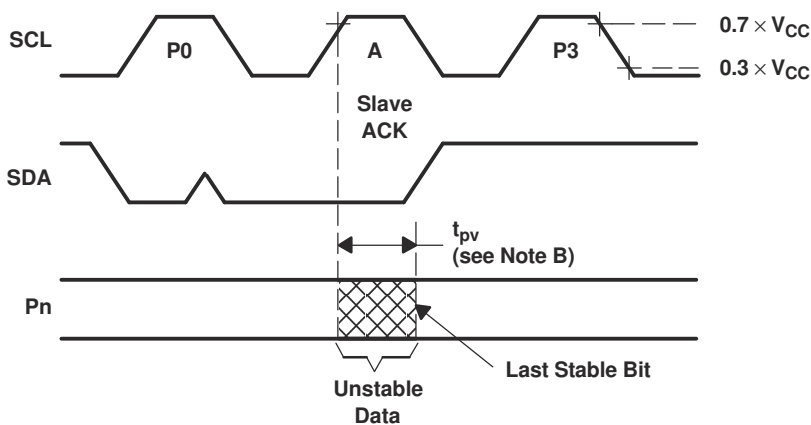 SCL
P0
A
P3
0.7 × VCC
0.3 × VCC
Slave
ACK
SDA
tpv
(see Note B)
Pn
Last Stable Bit
Unstable
Data